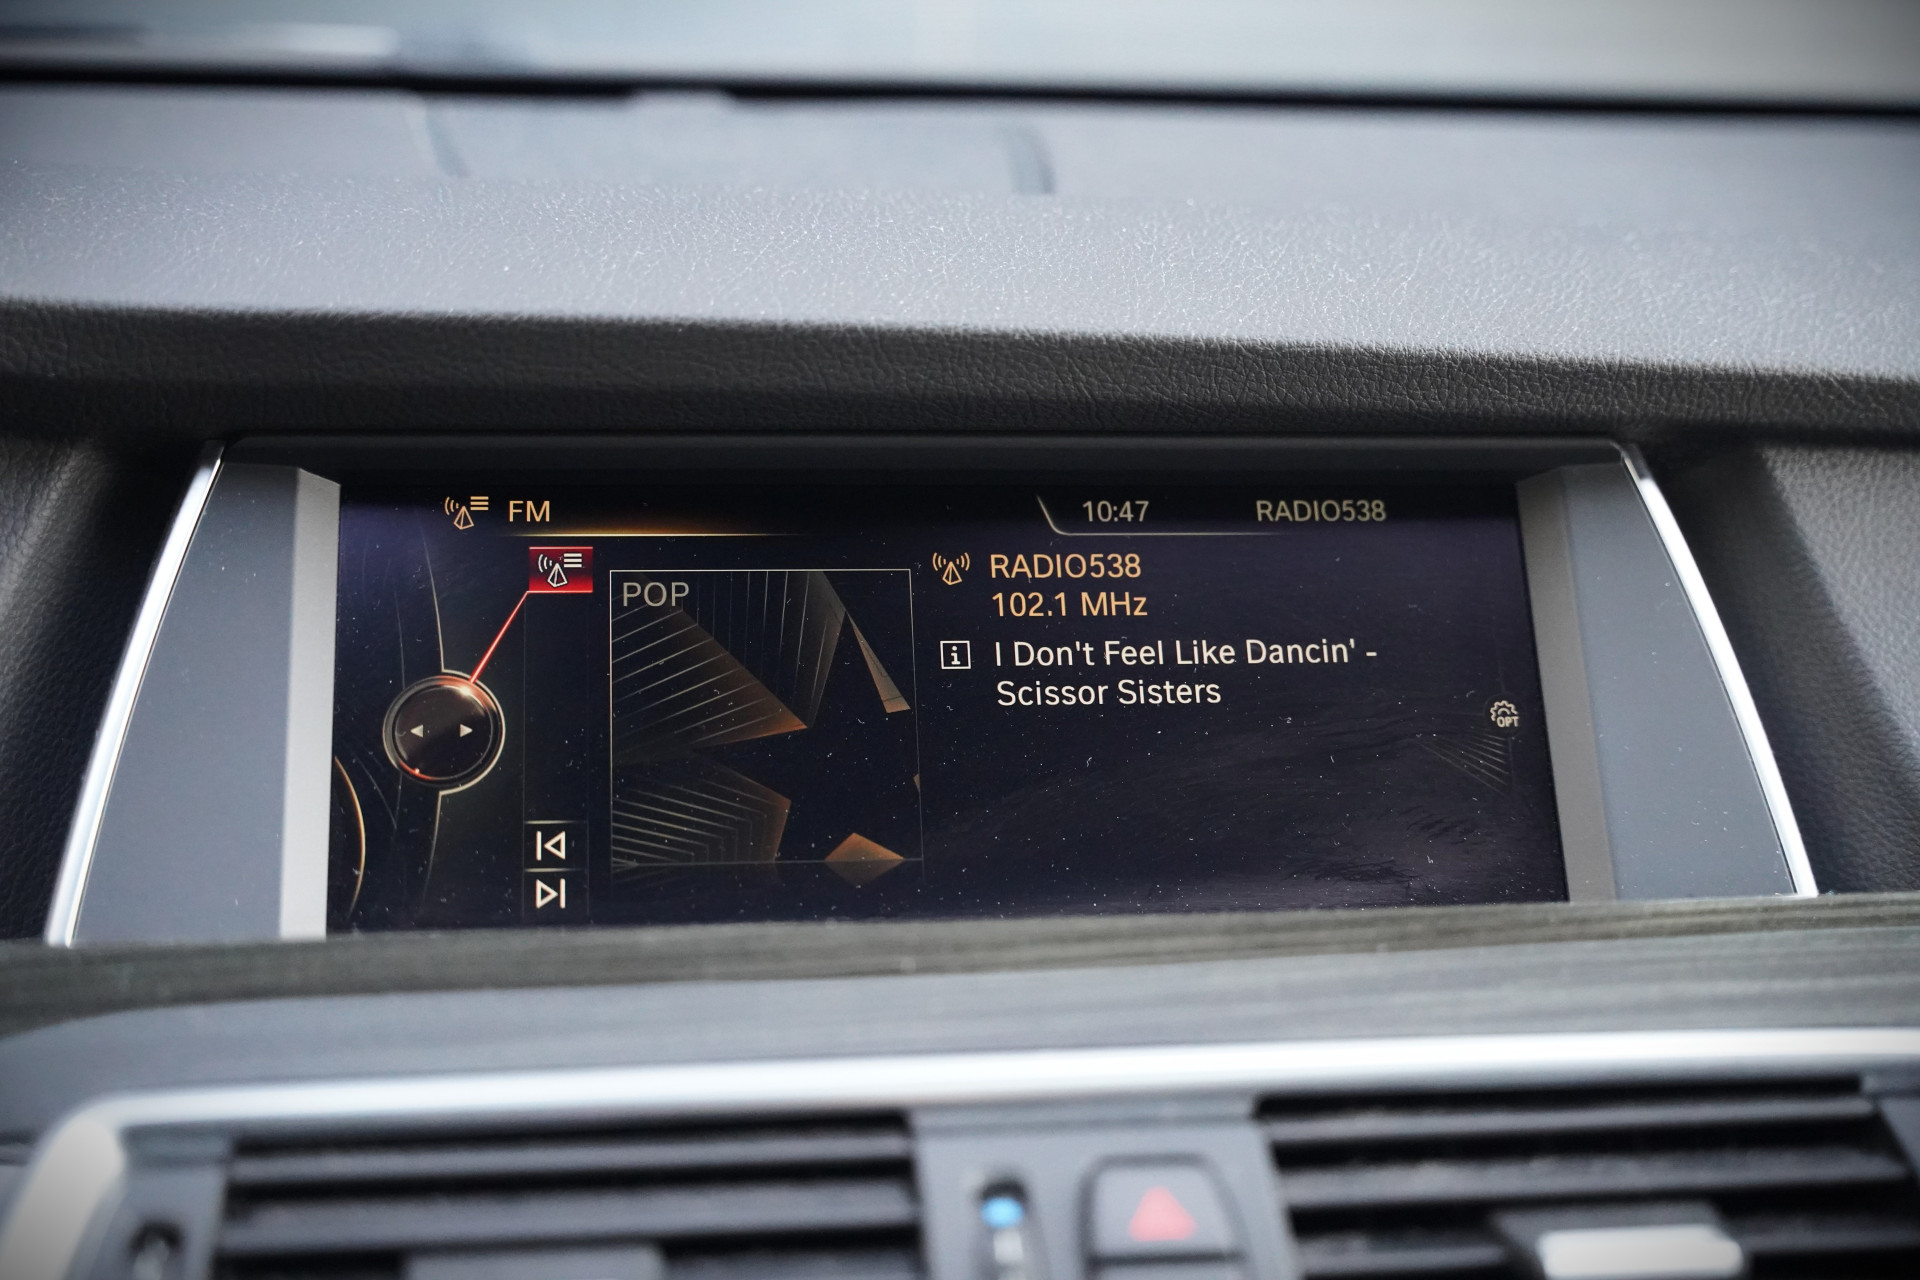 FM
10:47
RADIO538
POP
RADIO538
102.1 MHz
I Don't Feel Like Dancin' -
Scissor Sisters
OPT